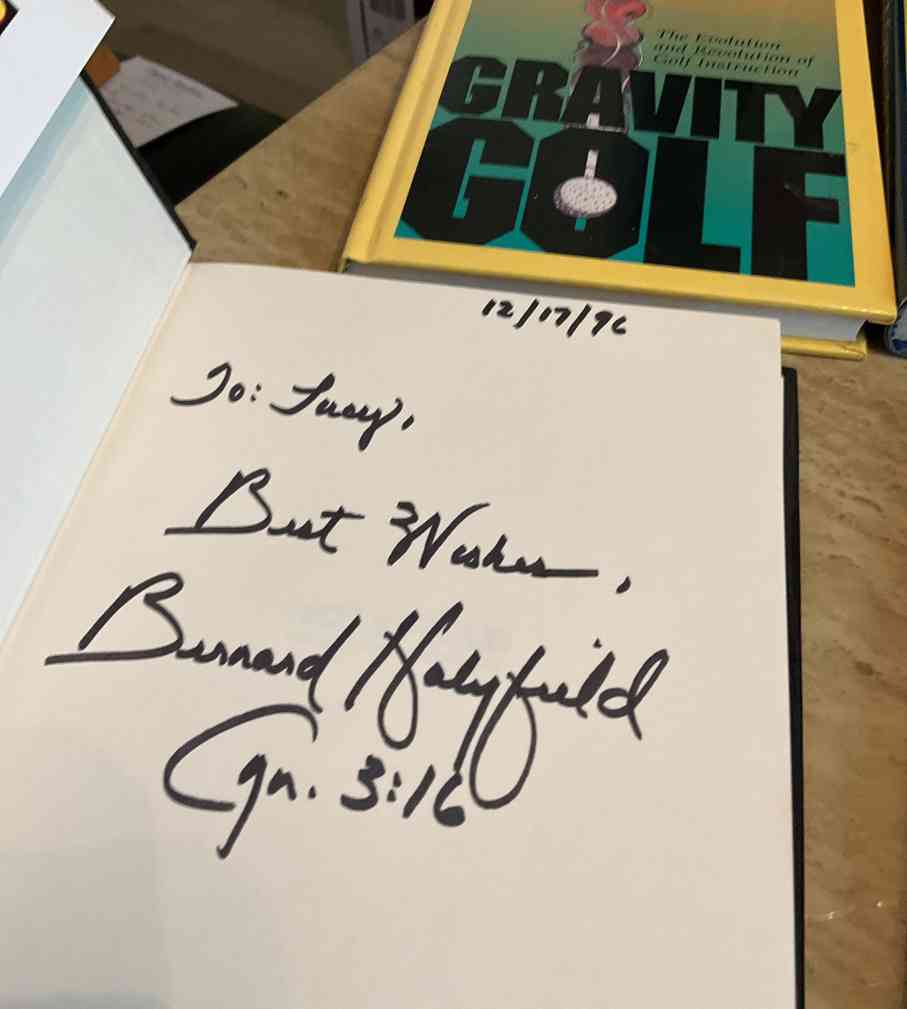 The Evolution
and Revolution of
Golf Instruction
GRAVITY
GOLF
12/17/96
To: Lucy,
Best Wishes,
Bernard Holyfield
Jn. 3:16